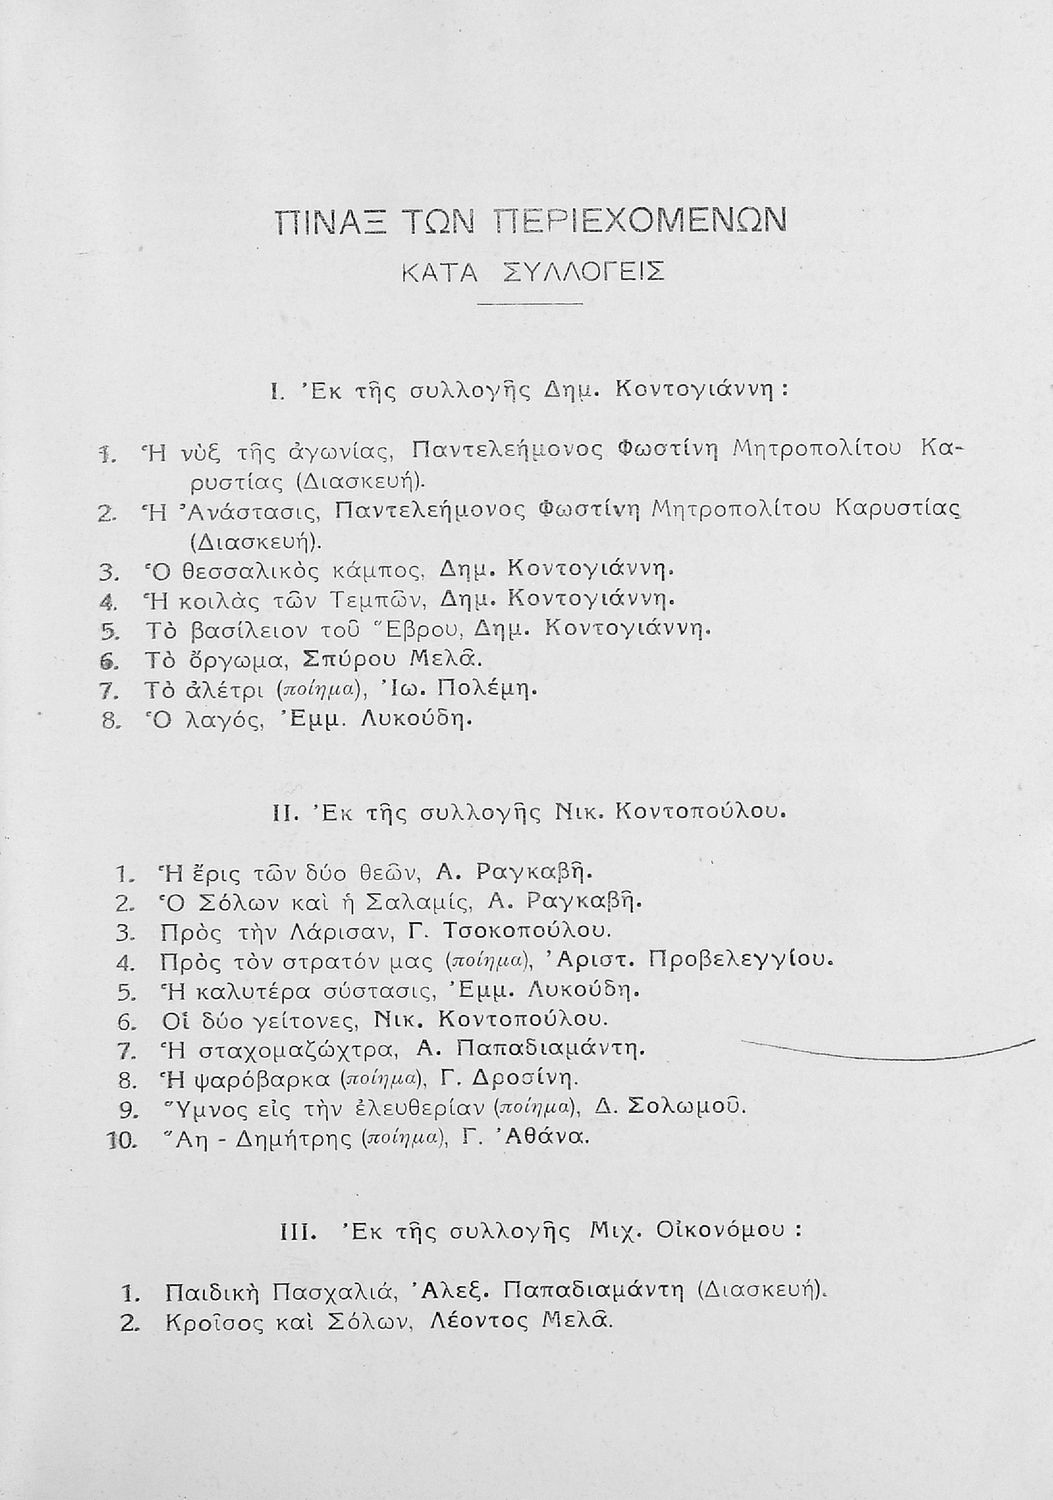 ΠΙΝΑΞ ΤΩΝ ΠΕΡΙΕΧΟΜΕΝΩΝ
ΚΑΤΑ ΣΥΛΛΟΓΕΙΣ
I. Ἐκ τῆς συλλογῆς Δημ. Κοντογιάννη :
1. Ἡ νὺξ τῆς ἀγωνίας, Παντελεήμονος Φωστίνη Μητροπολίτου Κα-
ρυστίας (Διασκευή).
2. Ἡ Ἀνάστασις, Παντελεήμονος Φωστίνη Μητροπολίτου Καρυστίας
(Διασκευή).
3. Ὁ θεσσαλικὸς κάμπος, Δημ. Κοντογιάννη.
4. Ἡ κοιλὰς τῶν Τεμπῶν, Δημ. Κοντογιάννη.
5. Τὸ βασίλειον τοῦ Ἕβρου, Δημ. Κοντογιάννη.
6. Τὸ ὄργωμα, Σπύρου Μελᾶ.
7. Τὸ ἀλέτρι (ποίημα), Ἰω. Πολέμη.
8. Ὁ λαγός, Ἐμμ. Λυκούδη.
II. Ἐκ τῆς συλλογῆς Νικ. Κοντοπούλου.
1. Ἡ ἔρις τῶν δύο θεῶν, Α. Ραγκαβῆ.
2. Ὁ Σόλων καὶ ἡ Σαλαμίς, Α. Ραγκαβῆ.
3. Πρὸς τὴν Λάρισαν, Γ. Τσοκοπούλου.
4. Πρὸς τὸν στρατόν μας (ποίημα), Ἀριστ. Προβελεγγίου.
5. Ἡ καλυτέρα σύστασις, Ἐμμ. Λυκούδη.
6. Οἱ δύο γείτονες, Νικ. Κοντοπούλου.
7. Ἡ σταχομαζώχτρα, Α. Παπαδιαμάντη.
8. Ἡ ψαρόβαρκα (ποίημα), Γ. Δροσίνη.
9. Ὕμνος εἰς τὴν ἐλευθερίαν (ποίημα), Δ. Σολωμοῦ.
10. Ἅη - Δημήτρης (ποίημα), Γ. Ἀθάνα.
III. Ἐκ τῆς συλλογῆς Μιχ. Οἰκονόμου :
1. Παιδικὴ Πασχαλιά, Ἀλεξ. Παπαδιαμάντη (Διασκευή).
2. Κροῖσος καὶ Σόλων, Λέοντος Μελᾶ.